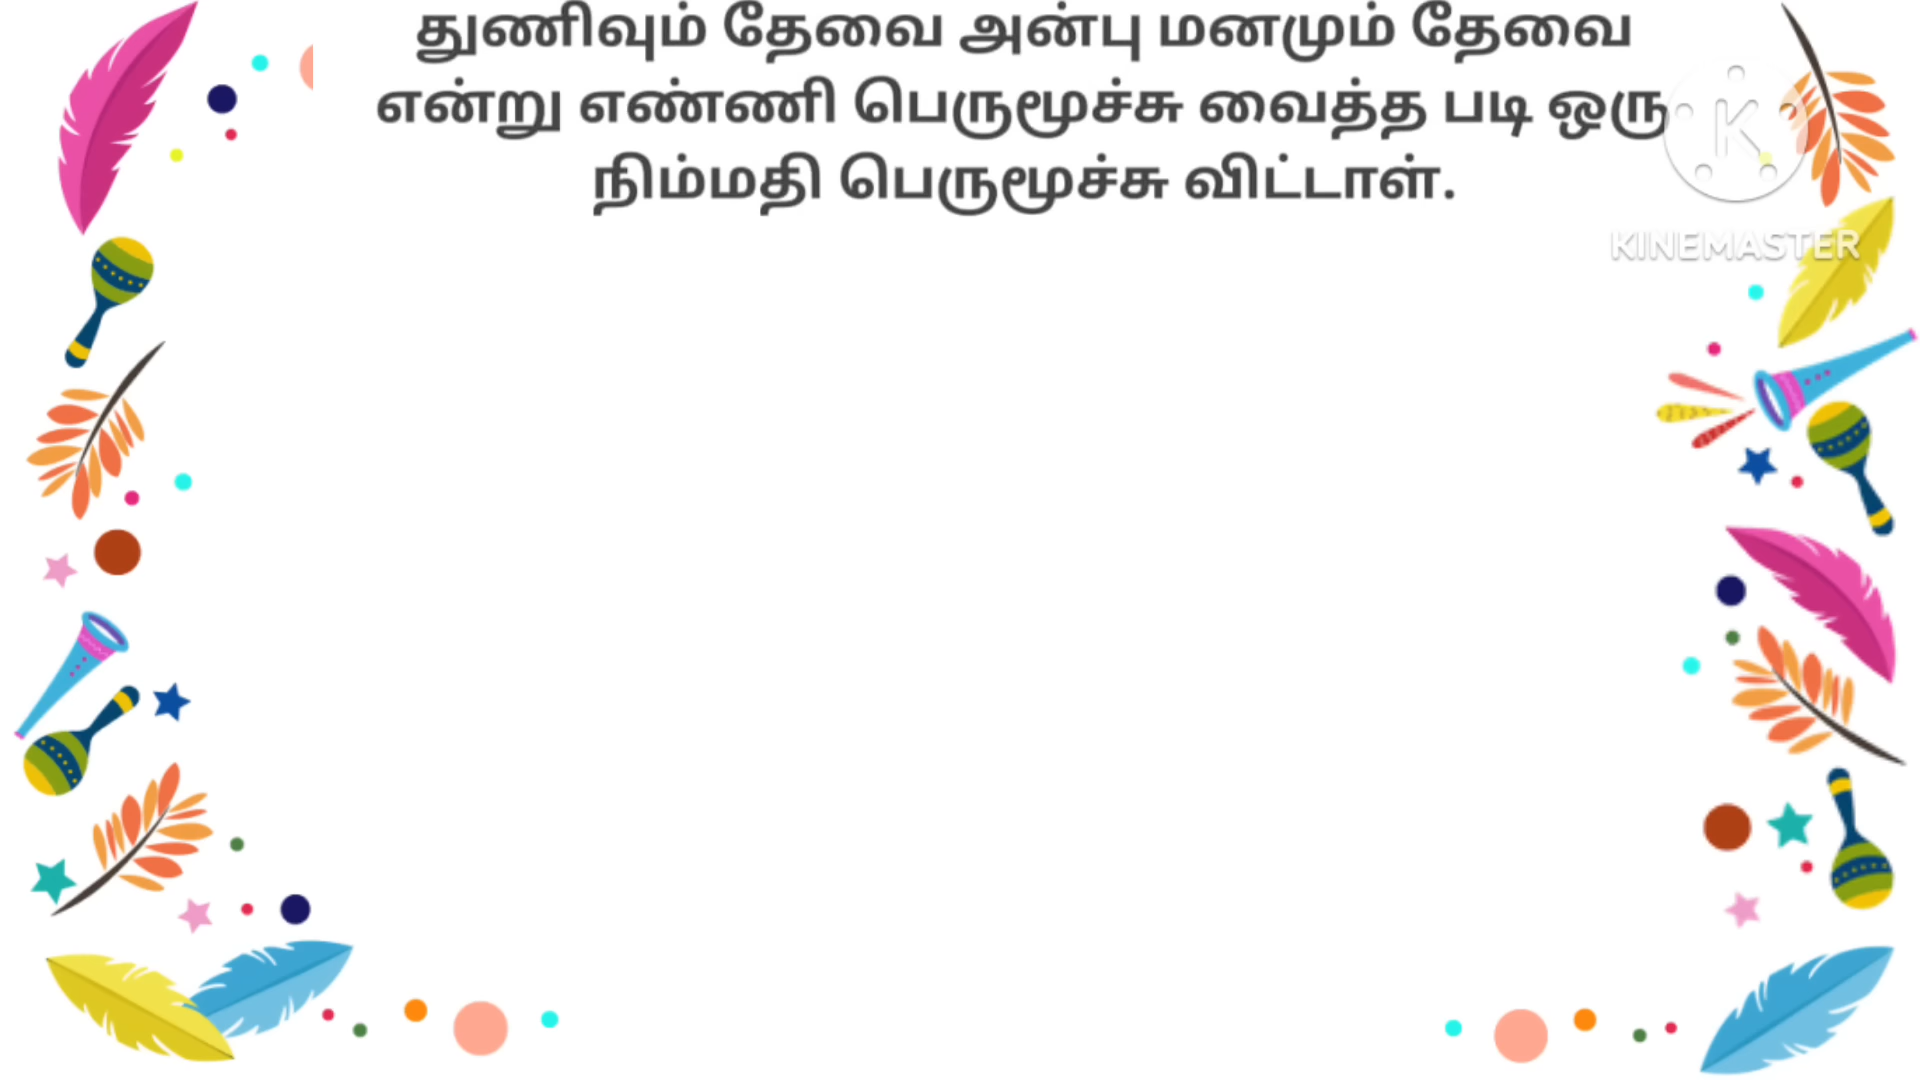 துணிவும் தேவை அன்பு மனமும் தேவை
என்று எண்ணி பெருமூச்சு வைத்த படி ஒரு
நிம்மதி பெருமூச்சு விட்டாள்.
K
KINEMASTER